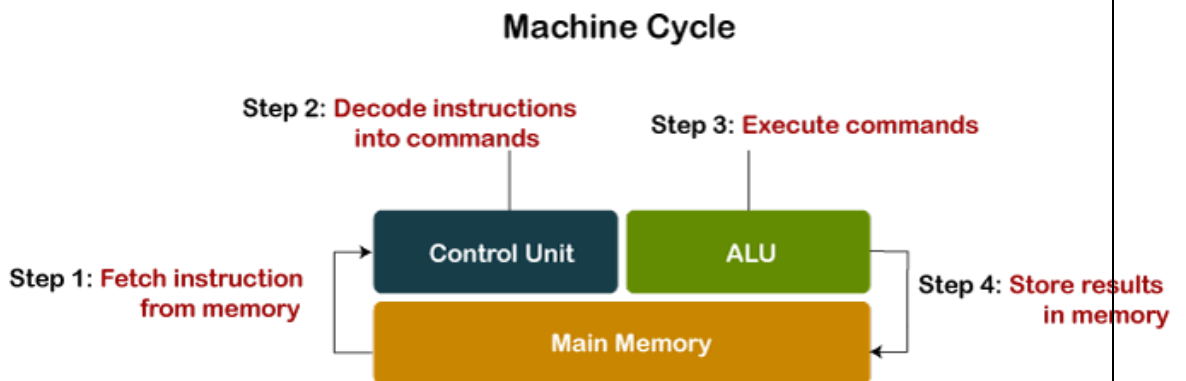 Machine Cycle
Step 2: Decode instructions
into commands
Step 3: Execute commands
Control Unit
ALU
Step 1: Fetch instruction
from memory
Step 4: Store results
in memory
Main Memory